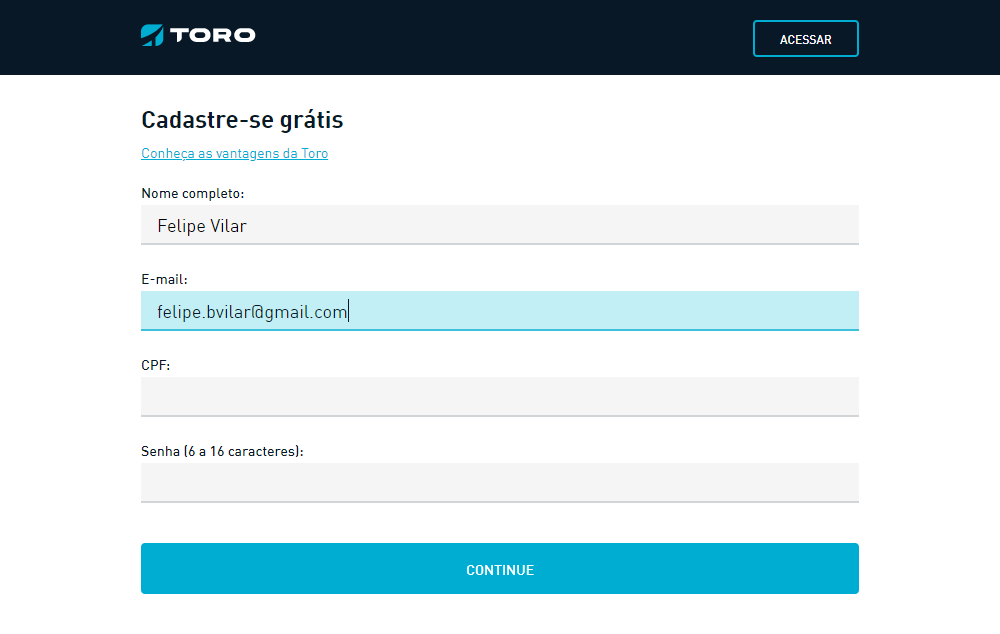 TORO
ACESSAR
Cadastre-se grátis
Conheça as vantagens da Toro
Nome completo:
Felipe Vilar
E-mail:
felipe.bvilar@gmail.com
CPF:
Senha (6 a 16 caracteres):
CONTINUE